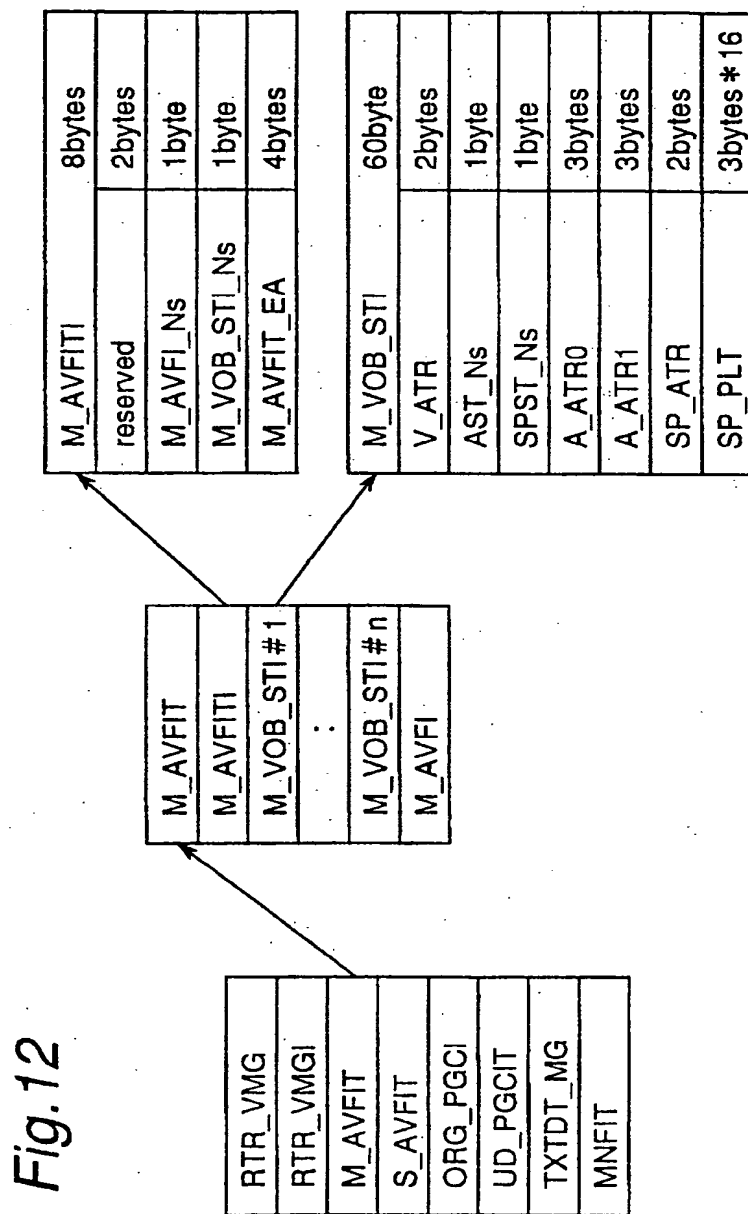 Fig.12
RTR_VMG
RTR_VMGI
M_AVFIT
S_AVFIT
ORG_PGCI
UD_PGCIT
TXTDT_MG
MNFIT
M_AVFIT
M_AVFITI
M_VOB_STI#1
:
M_VOB_STI#n
M_AVFI
M_AVFITI 8bytes
reserved 2bytes
M_AVFI_Ns 1byte
M_VOB_STI_Ns 1byte
M_AVFIT_EA 4bytes
M_VOB_STI 60byte
V_ATR 2bytes
AST_Ns 1byte
SPST_Ns 1byte
A_ATR0 3bytes
A_ATR1 3bytes
SP_ATR 2bytes
SP_PLT 3bytes*16